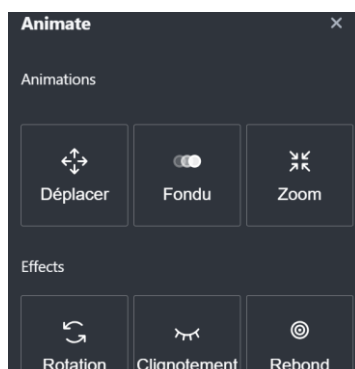 Animate
Animations
Déplacer Fondu Zoom
Effects
Rotation Clignotement Rebond